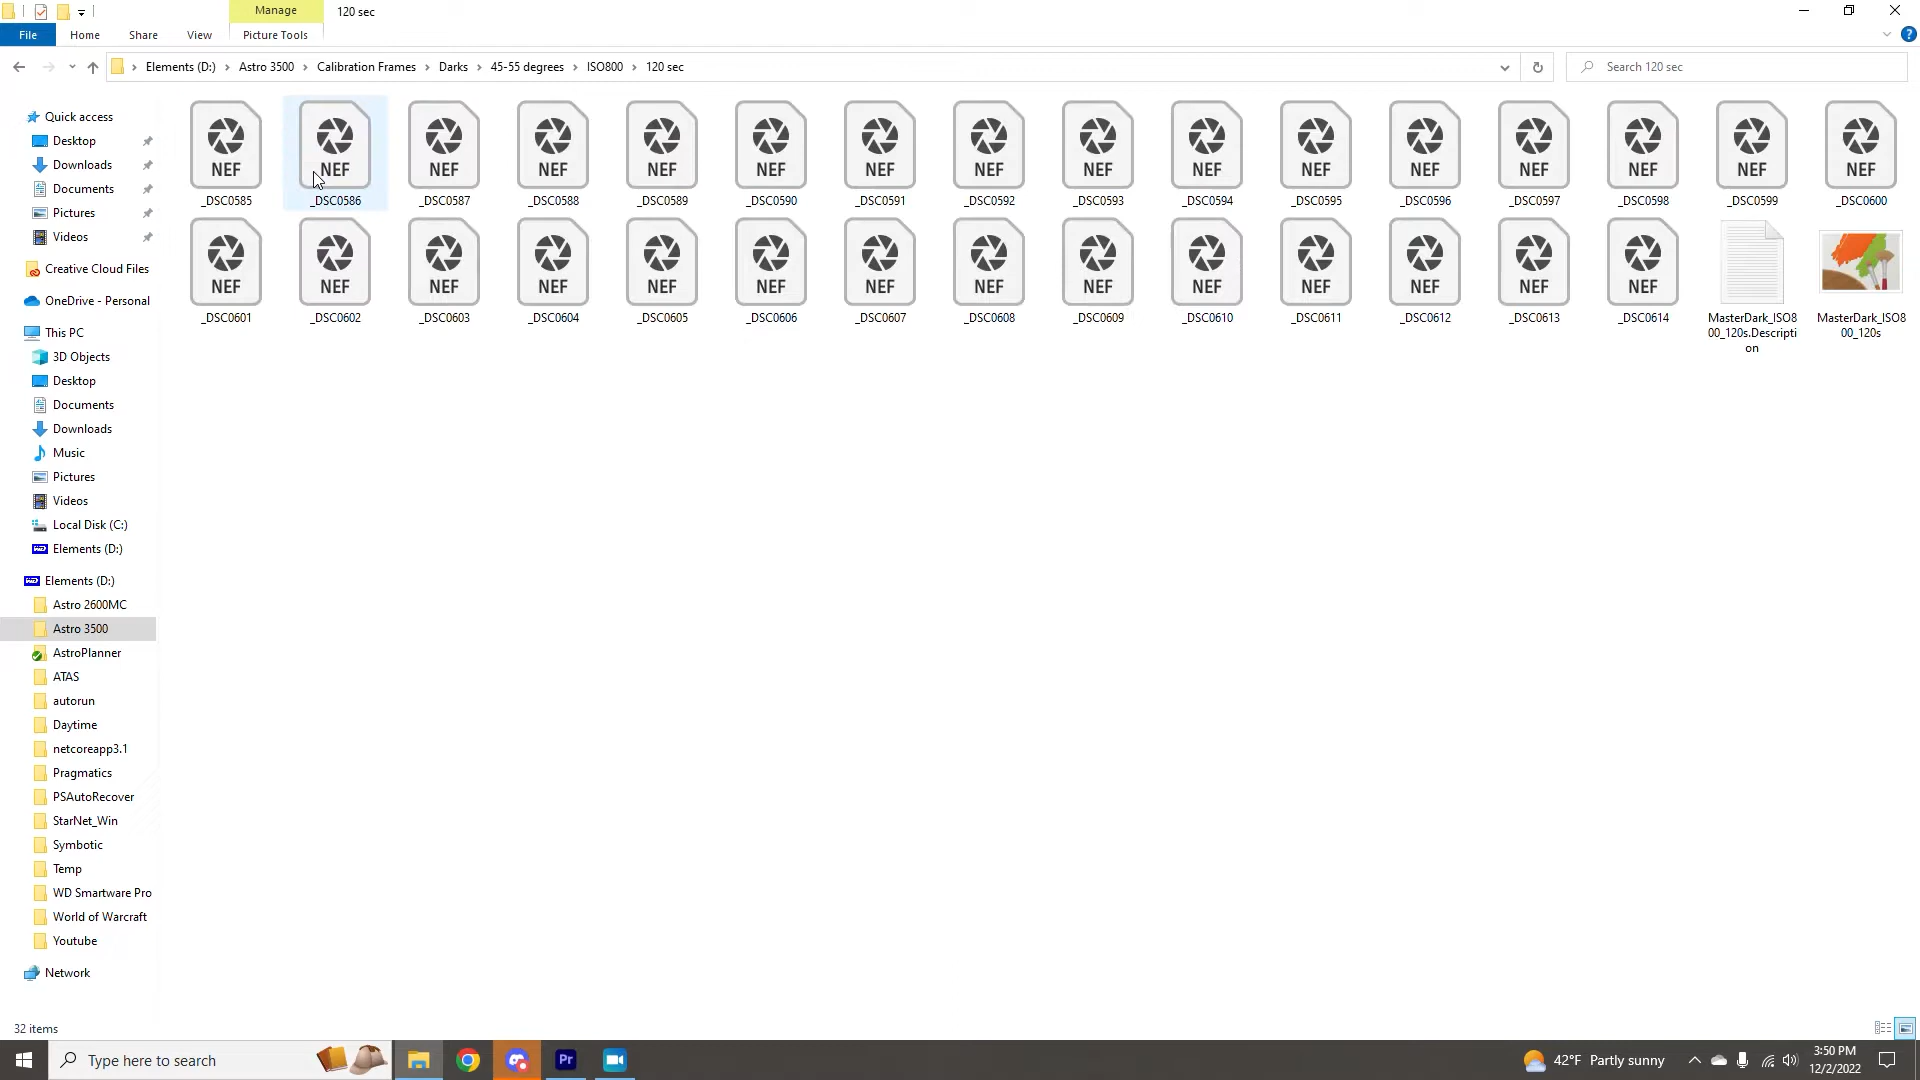 Manage
120 sec
File
Home
Share
View
Picture Tools
Elements (D:)
Astro 3500
Calibration Frames
Darks
45-55 degrees
ISO800
120 sec
Search 120 sec
Quick access
Desktop
Downloads
Documents
Pictures
Videos
Creative Cloud Files
OneDrive - Personal
This PC
3D Objects
Desktop
Documents
Downloads
Music
Pictures
Videos
Local Disk (C:)
Elements (D:)
Elements (D:)
Astro 2600MC
Astro 3500
AstroPlanner
ATAS
autorun
Daytime
netcoreapp3.1
Pragmatics
PSAutoRecover
StarNet_Win
Symbotic
Temp
WD Smartware Pro
World of Warcraft
Youtube
Network
NEF NEF NEF NEF NEF NEF NEF NEF NEF NEF NEF NEF NEF NEF NEF NEF
_DSC0585 _DSC0586 _DSC0587 _DSC0588 _DSC0589 _DSC0590 _DSC0591 _DSC0592 _DSC0593 _DSC0594 _DSC0595 _DSC0596 _DSC0597 _DSC0598 _DSC0599 _DSC0600
NEF NEF NEF NEF NEF NEF NEF NEF NEF NEF NEF NEF NEF NEF
_DSC0601 _DSC0602 _DSC0603 _DSC0604 _DSC0605 _DSC0606 _DSC0607 _DSC0608 _DSC0609 _DSC0610 _DSC0611 _DSC0612 _DSC0613 _DSC0614
MasterDark_ISO8
00_120s.Descripti
on
MasterDark_ISO8
00_120s
32 items
Type here to search
Pr
42°F Partly sunny
3:50 PM
12/2/2022